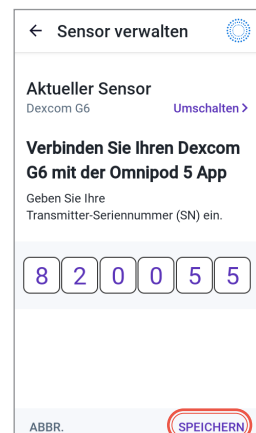 Sensor verwalten
Aktueller Sensor
Dexcom G6
Umschalten >
Verbinden Sie Ihren Dexcom
G6 mit der Omnipod 5 App
Geben Sie Ihre
Transmitter-Seriennummer (SN) ein.
8 2 0 0 5 5
ABBR. SPEICHERN